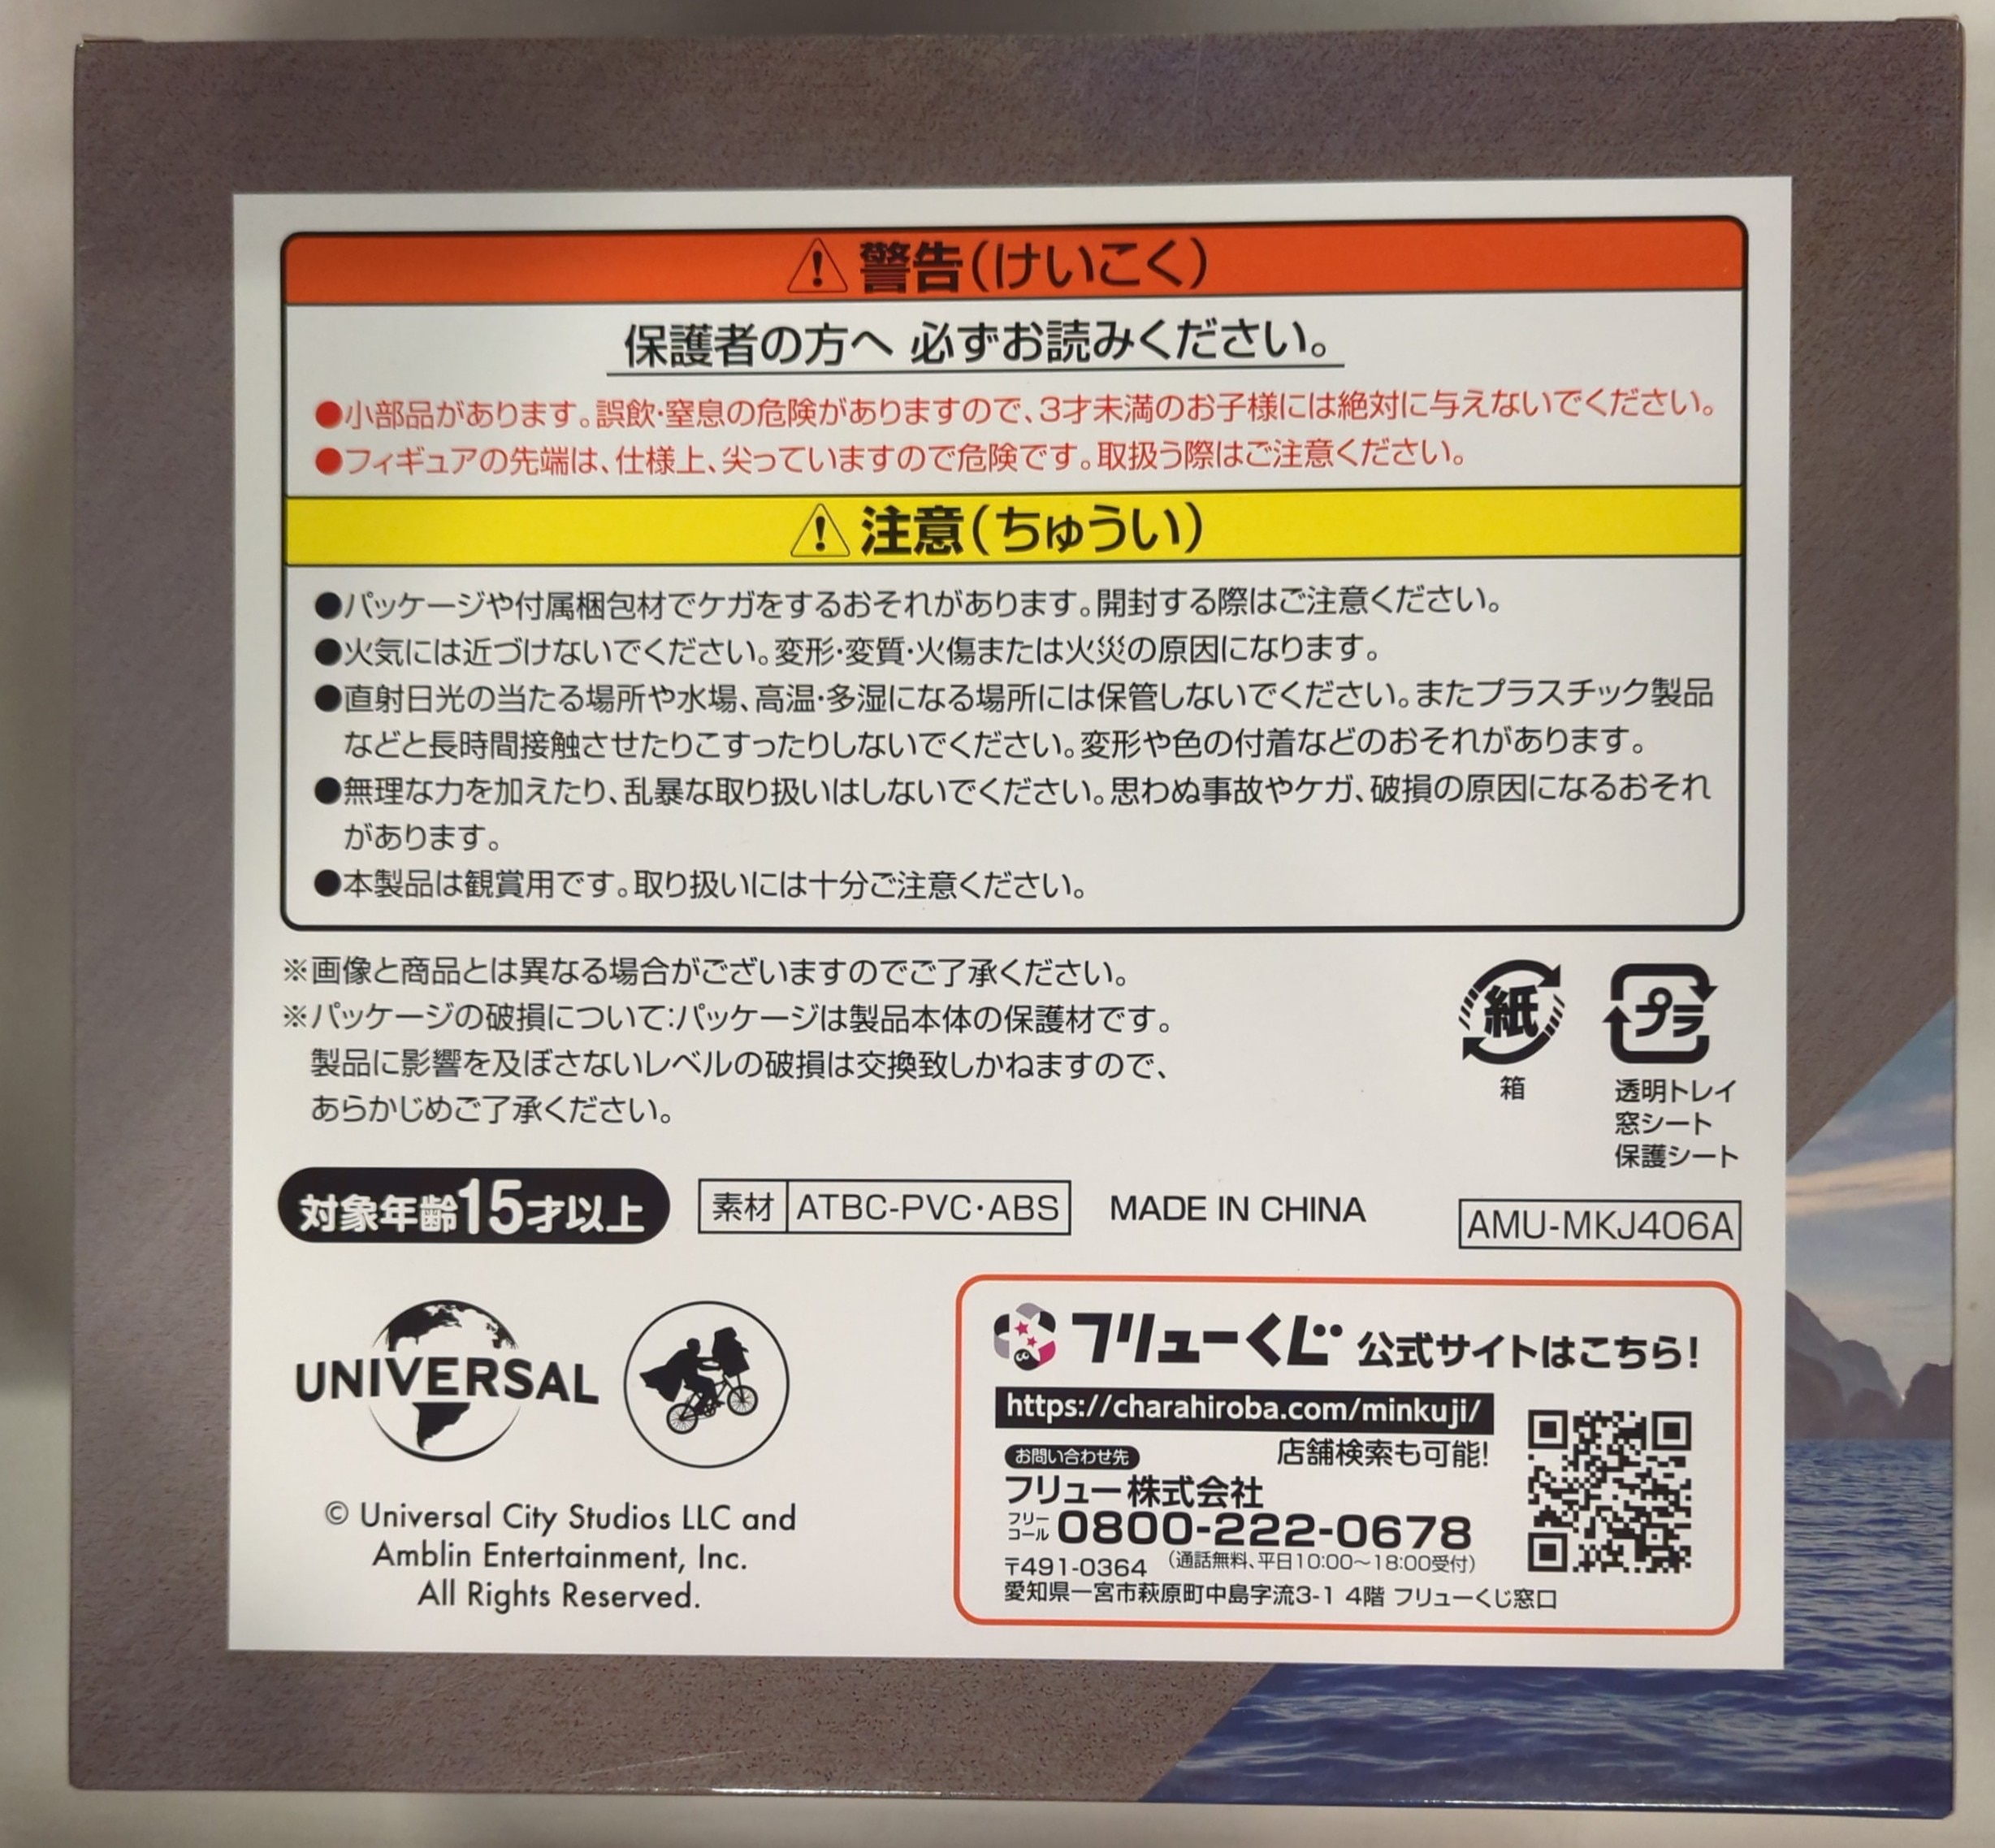 警告(けいこく)
保護者の方へ 必ずお読みください。
●小部品があります。誤飲・窒息の危険がありますので、3才未満のお子様には絶対に与えないでください。
●フィギュアの先端は、仕様上、尖っていますので危険です。取扱う際はご注意ください。
注意(ちゅうい)
●パッケージや付属梱包材でケガをするおそれがあります。開封する際はご注意ください。
●火気には近づけないでください。変形・変質・火傷または火災の原因になります。
●直射日光の当たる場所や水場、高温・多湿になる場所には保管しないでください。またプラスチック製品
などと長時間接触させたりこすったりしないでください。変形や色の付着などのおそれがあります。
●無理な力を加えたり、乱暴な取り扱いはしないでください。思わぬ事故やケガ、破損の原因になるおそれ
があります。
●本製品は観賞用です。取り扱いには十分ご注意ください。
※画像と商品とは異なる場合がございますのでご了承ください。
※パッケージの破損について:パッケージは製品本体の保護材です。
製品に影響を及ぼさないレベルの破損は交換致しかねますので、
あらかじめご了承ください。
紙
箱
プラ
透明トレイ
窓シート
保護シート
対象年齢15才以上
素材 ATBC-PVC・ABS
MADE IN CHINA
AMU-MKJ406A
UNIVERSAL
© Universal City Studios LLC and
Amblin Entertainment, Inc.
All Rights Reserved.
フリューくじ 公式サイトはこちら!
https://charahiroba.com/minkuji/
店舗検索も可能!
お問い合わせ先
フリュー株式会社
フリーコール 0800-222-0678
〒491-0364 (通話無料、平日10:00~18:00受付)
愛知県一宮市萩原町中島字流3-1 4階 フリューくじ窓口